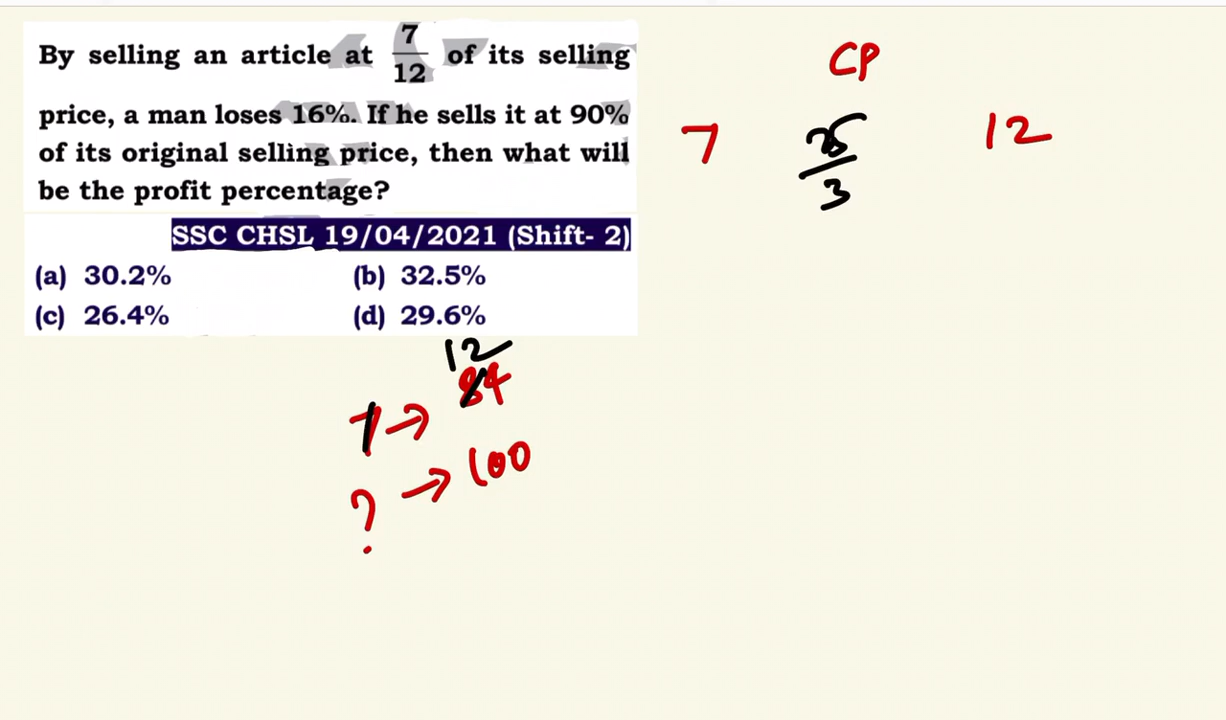 By selling an article at 7/12 of its selling
price, a man loses 16%. If he sells it at 90%
of its original selling price, then what will
be the profit percentage?
SSC CHSL 19/04/2021 (Shift- 2)
(a) 30.2% (b) 32.5%
(c) 26.4% (d) 29.6%
CP
7 25/3 12
12
7 → 84
? → 100